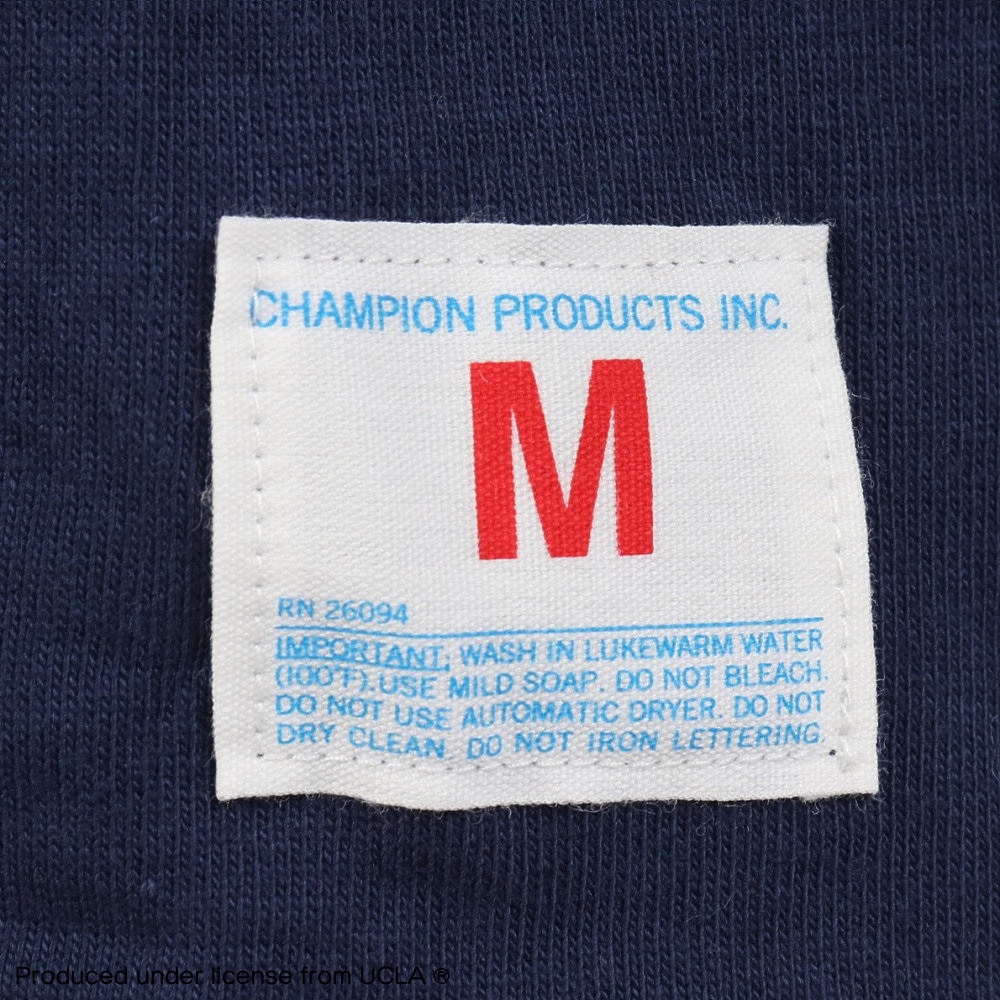 CHAMPION PRODUCTS INC.
M
RN 26094
IMPORTANT, WASH IN LUKEWARM WATER
(100°F). USE MILD SOAP. DO NOT BLEACH.
DO NOT USE AUTOMATIC DRYER. DO NOT
DRY CLEAN. DO NOT IRON LETTERING.
Produced under license from UCLA ®